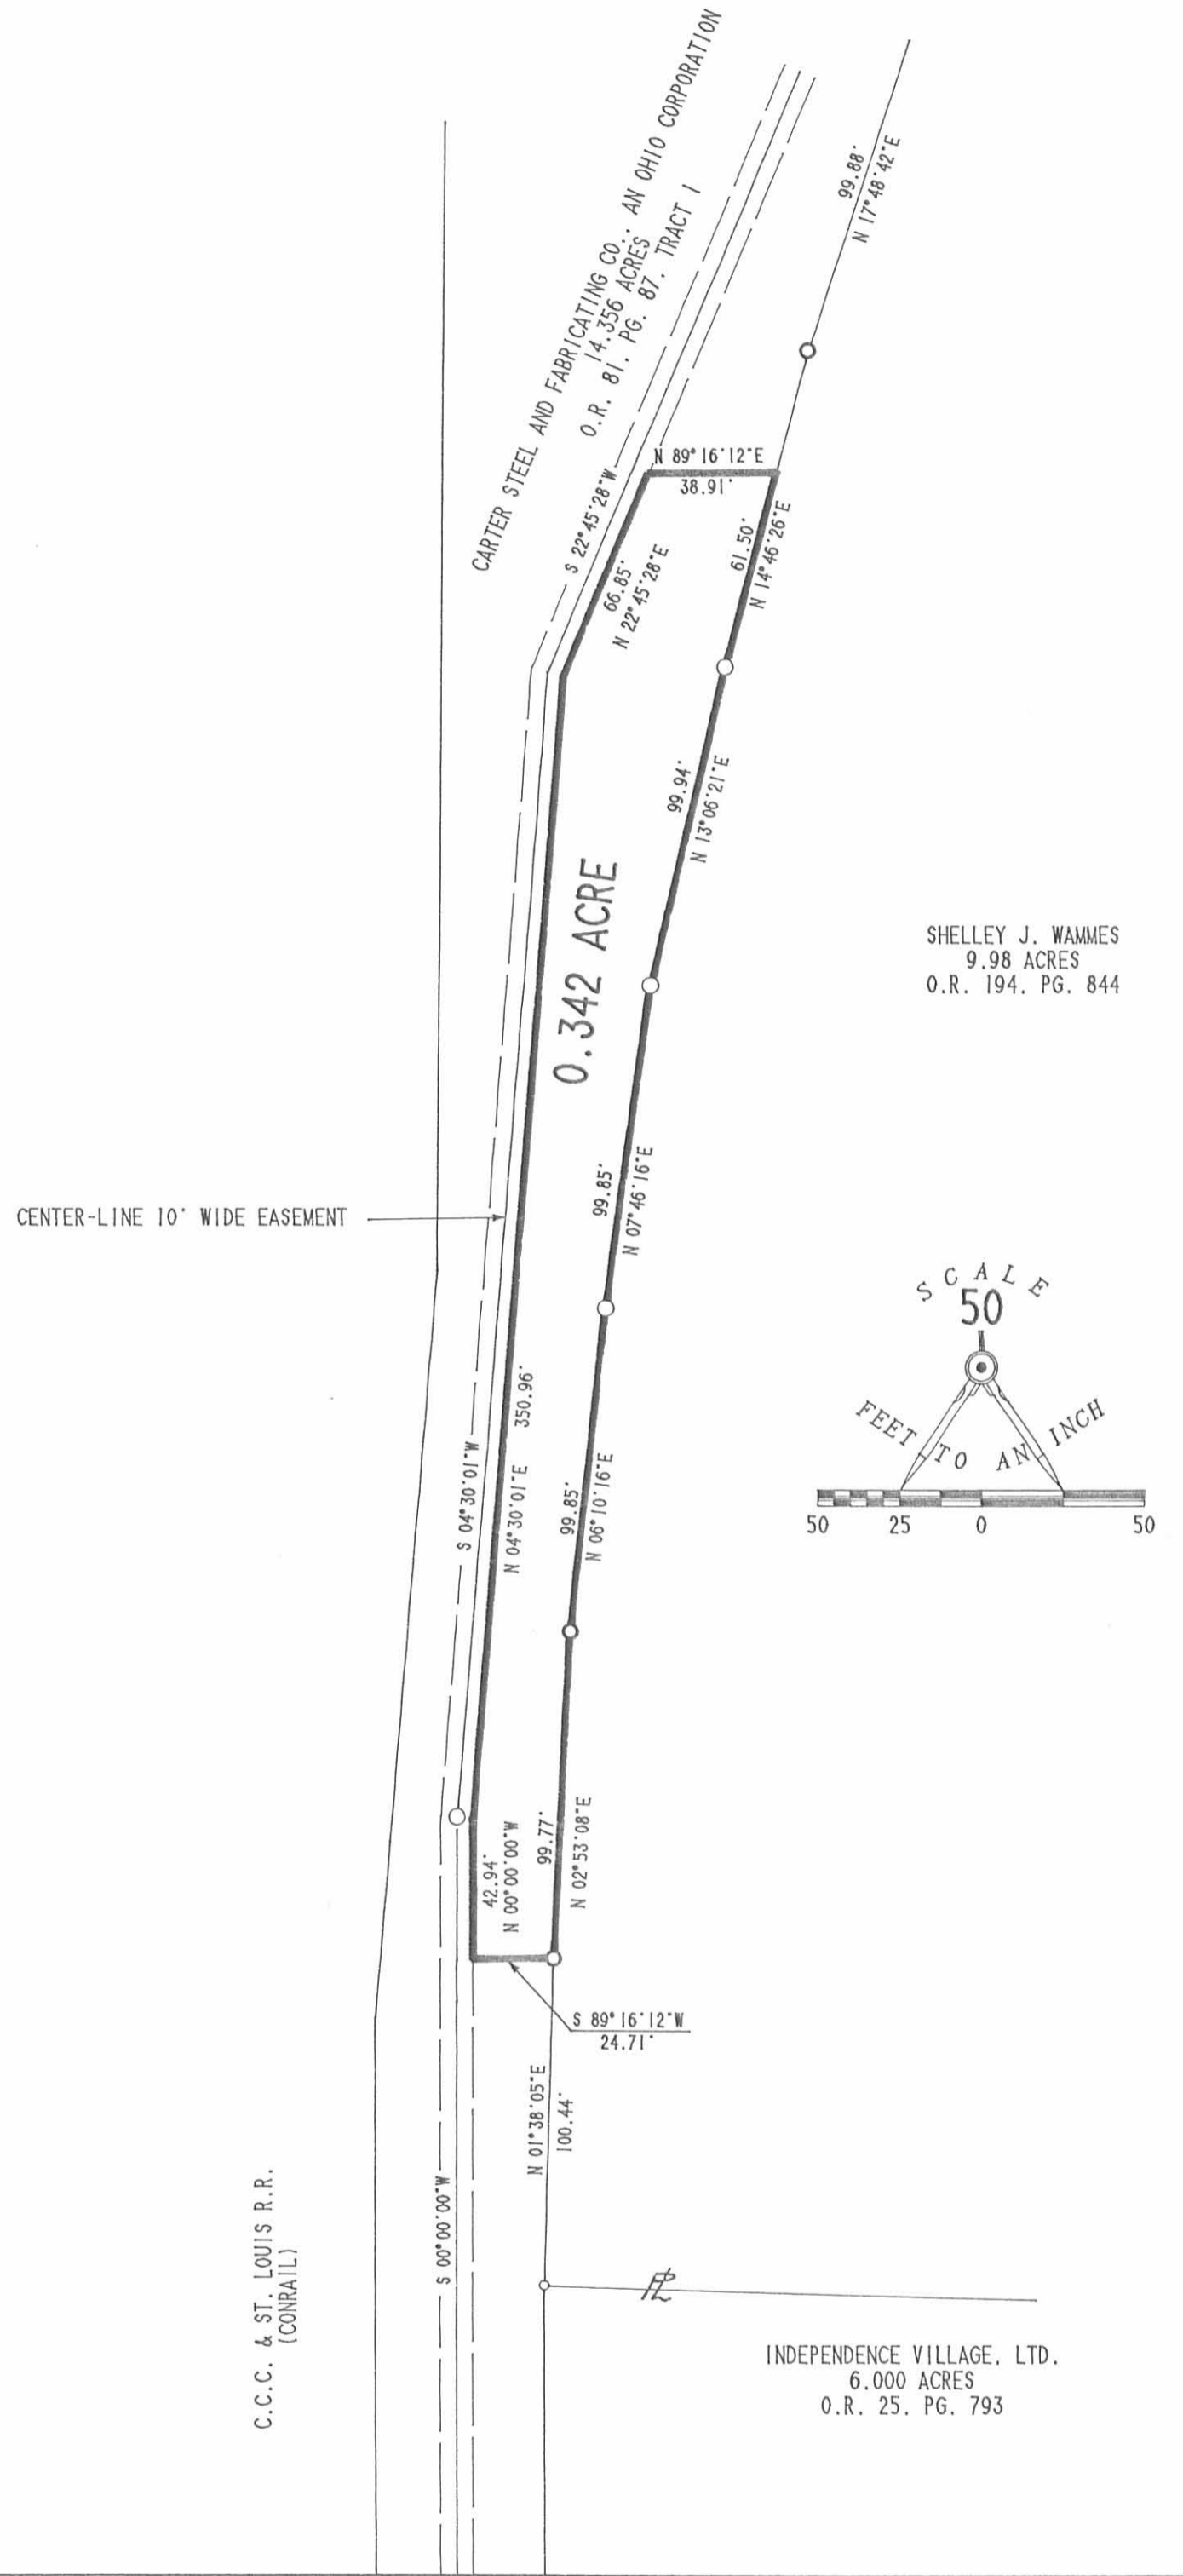 CARTER STEEL AND FABRICATING CO., AN OHIO CORPORATION
14.356 ACRES
O.R. 81, PG. 87, TRACT 1
99.88'
N 17°48'42"E
N 89°16'12"E
38.91'
S 22°45'28"W
66.85'
N 22°45'28"E
61.50'
N 14°46'26"E
99.94'
N 13°06'21"E
0.342 ACRE
SHELLEY J. WAMMES
9.98 ACRES
O.R. 194, PG. 844
99.85'
N 07°46'16"E
CENTER-LINE 10' WIDE EASEMENT
SCALE
50
FEET TO AN INCH
50 25 0 50
S 04°30'01"W
N 04°30'01"E 350.96'
99.85'
N 06°10'16"E
42.94'
N 00°00'00"W
99.77'
N 02°53'08"E
S 89°16'12"W
24.71'
N 01°38'05"E
100.44'
S 00°00'00"W
C.C.C. & ST. LOUIS R.R.
(CONRAIL)
PL
INDEPENDENCE VILLAGE, LTD.
6.000 ACRES
O.R. 25, PG. 793